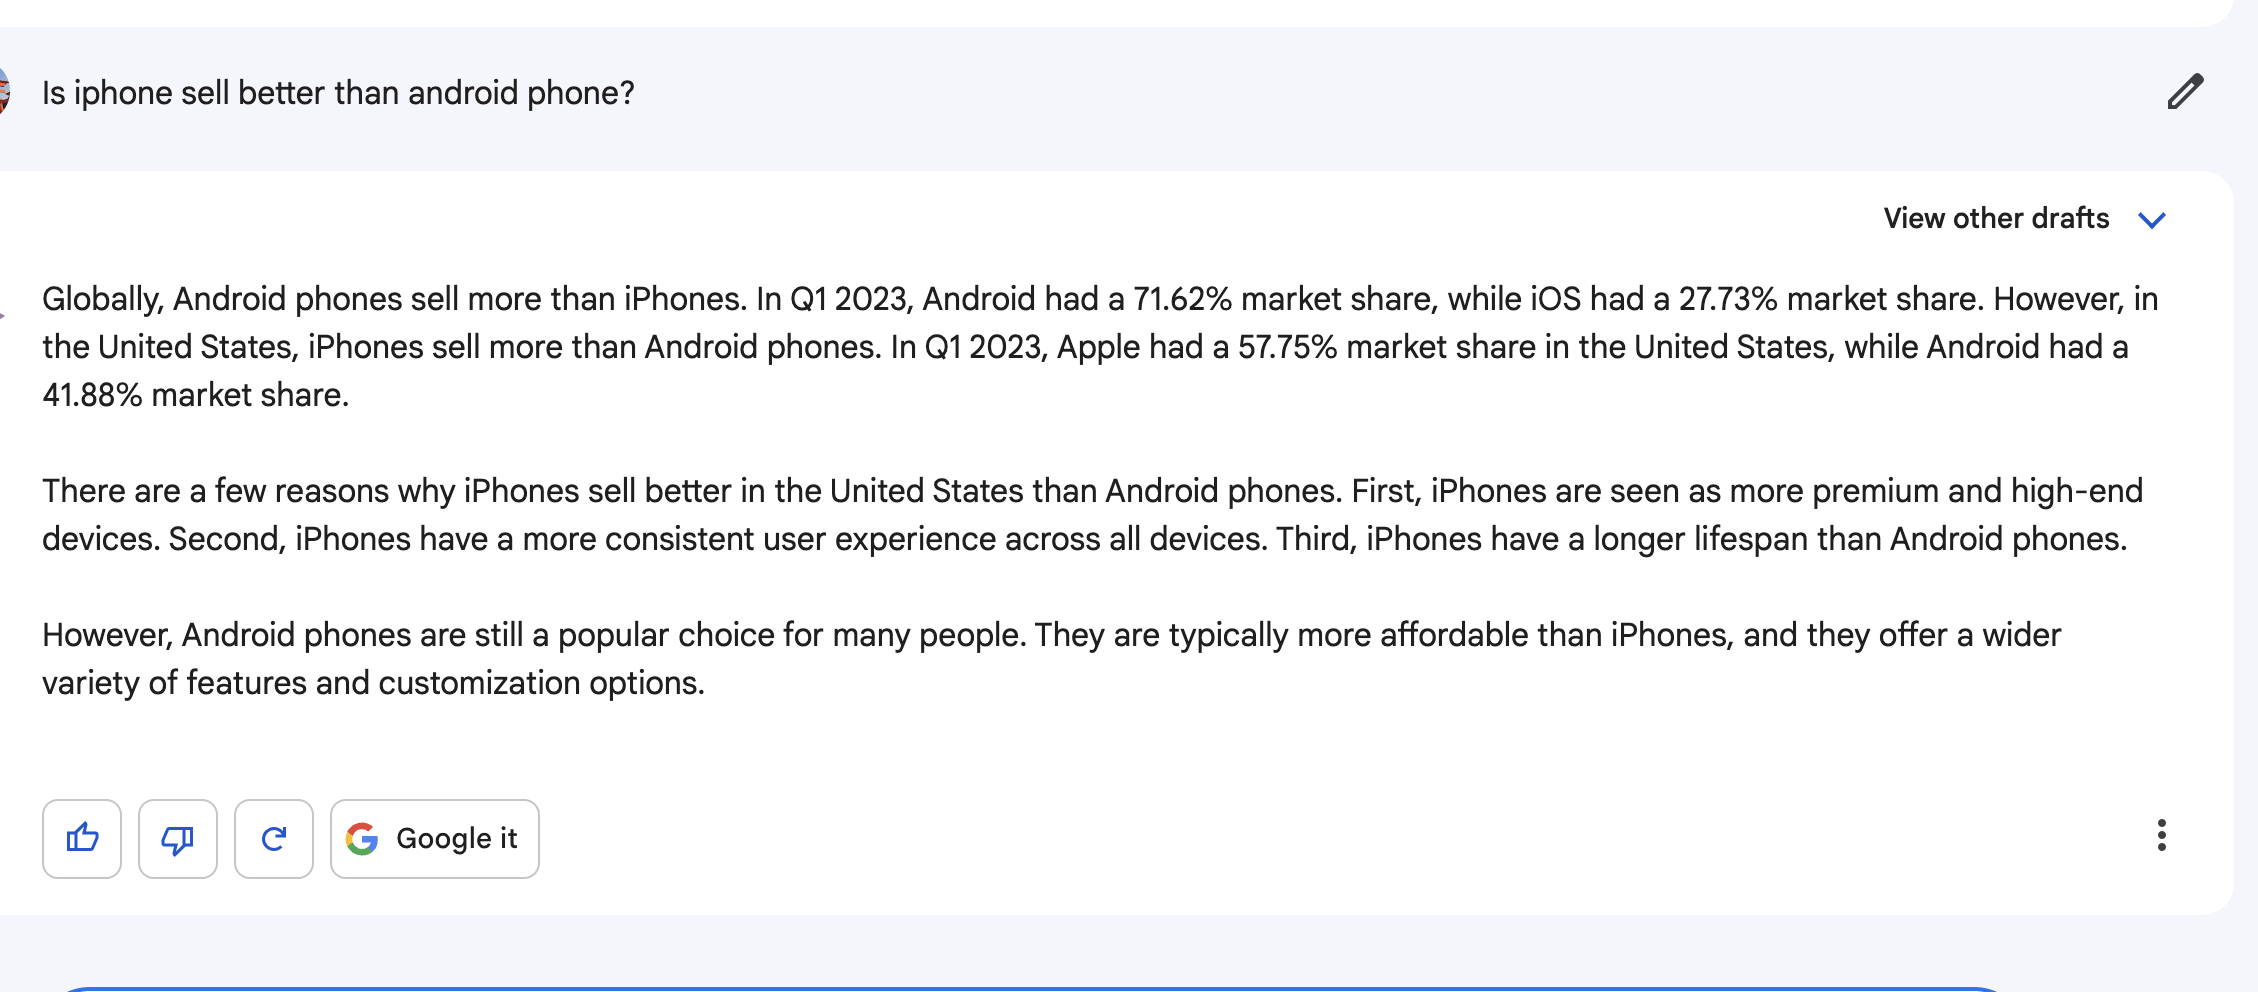 Is iphone sell better than android phone?
View other drafts
Globally, Android phones sell more than iPhones. In Q1 2023, Android had a 71.62% market share, while iOS had a 27.73% market share. However, in
the United States, iPhones sell more than Android phones. In Q1 2023, Apple had a 57.75% market share in the United States, while Android had a
41.88% market share.
There are a few reasons why iPhones sell better in the United States than Android phones. First, iPhones are seen as more premium and high-end
devices. Second, iPhones have a more consistent user experience across all devices. Third, iPhones have a longer lifespan than Android phones.
However, Android phones are still a popular choice for many people. They are typically more affordable than iPhones, and they offer a wider
variety of features and customization options.
Google it